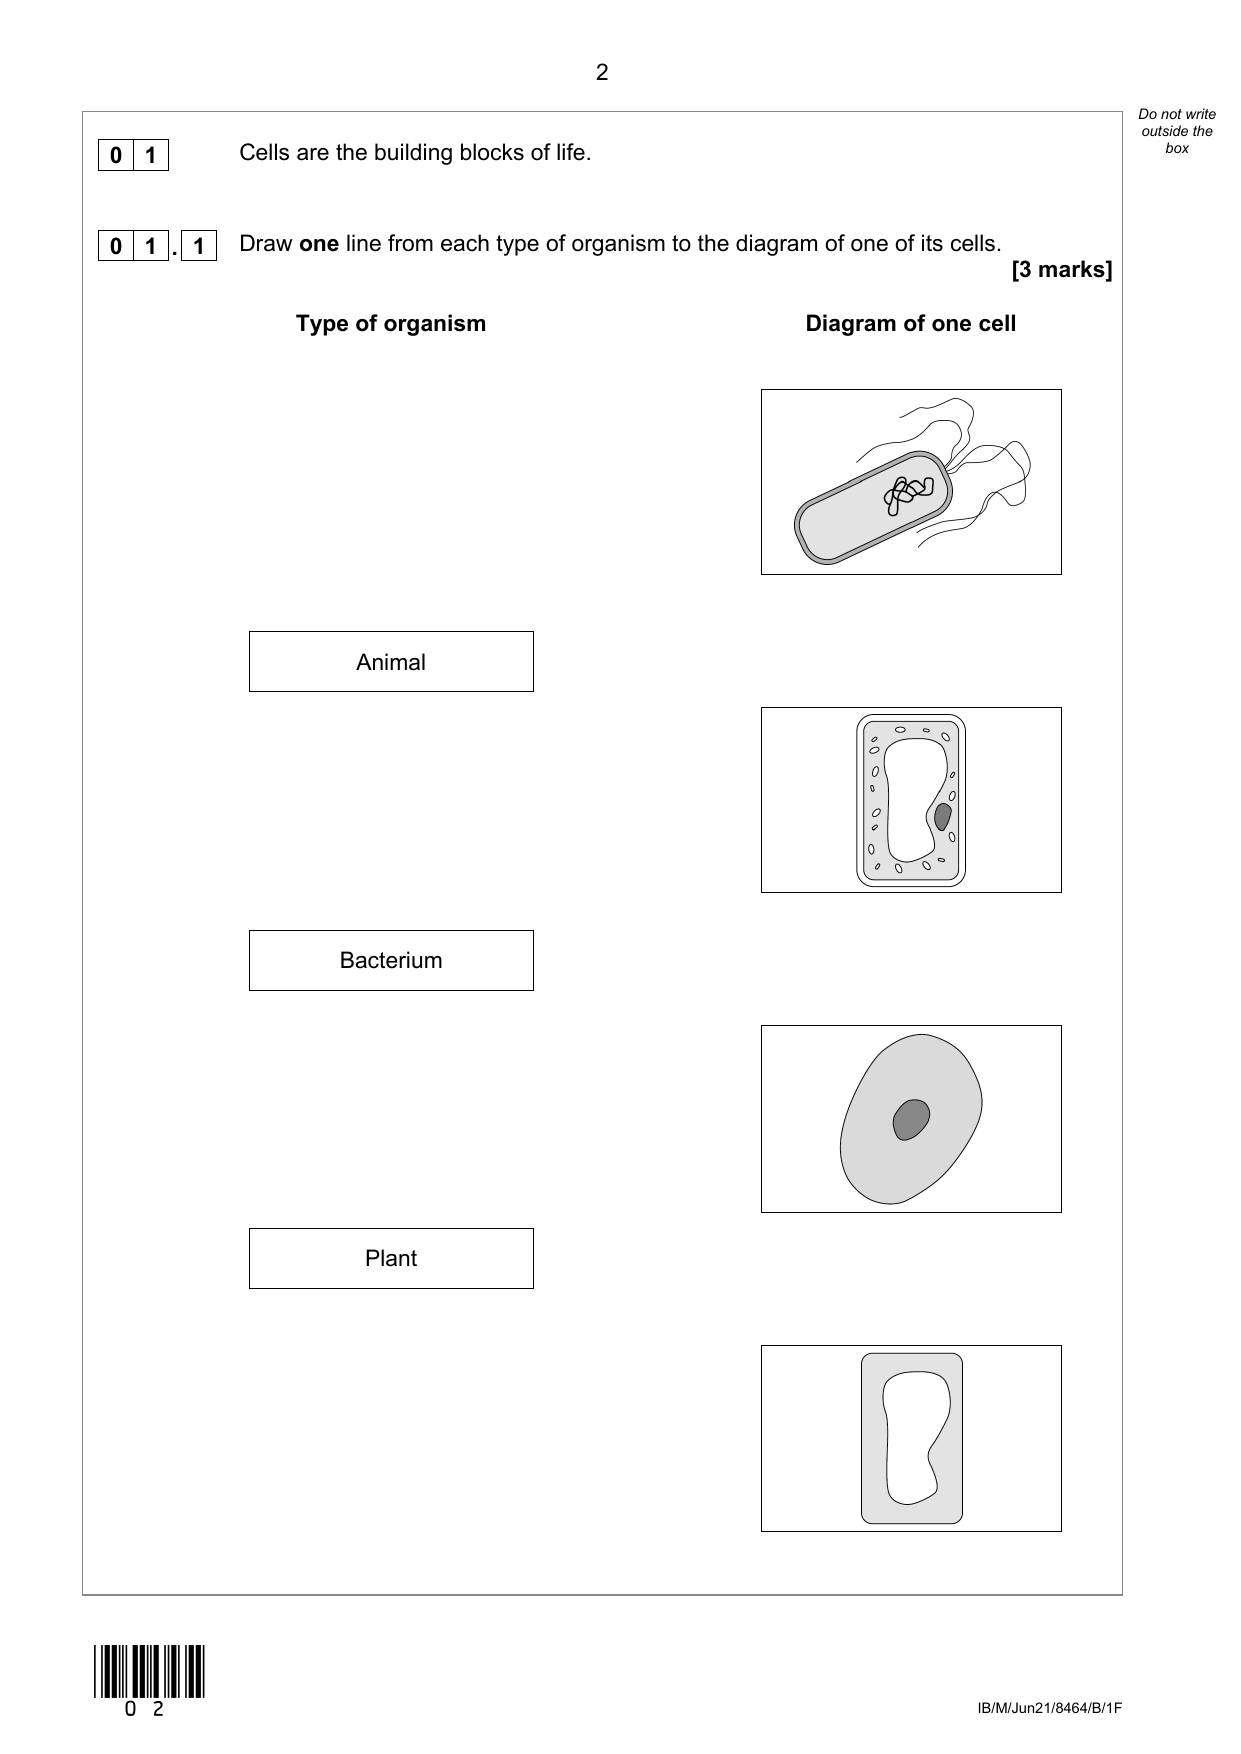 2
Do not write
outside the
box
0 1 Cells are the building blocks of life.
0 1 . 1 Draw one line from each type of organism to the diagram of one of its cells.
[3 marks]
Type of organism Diagram of one cell
Animal
Bacterium
Plant
0 2
IB/M/Jun21/8464/B/1F